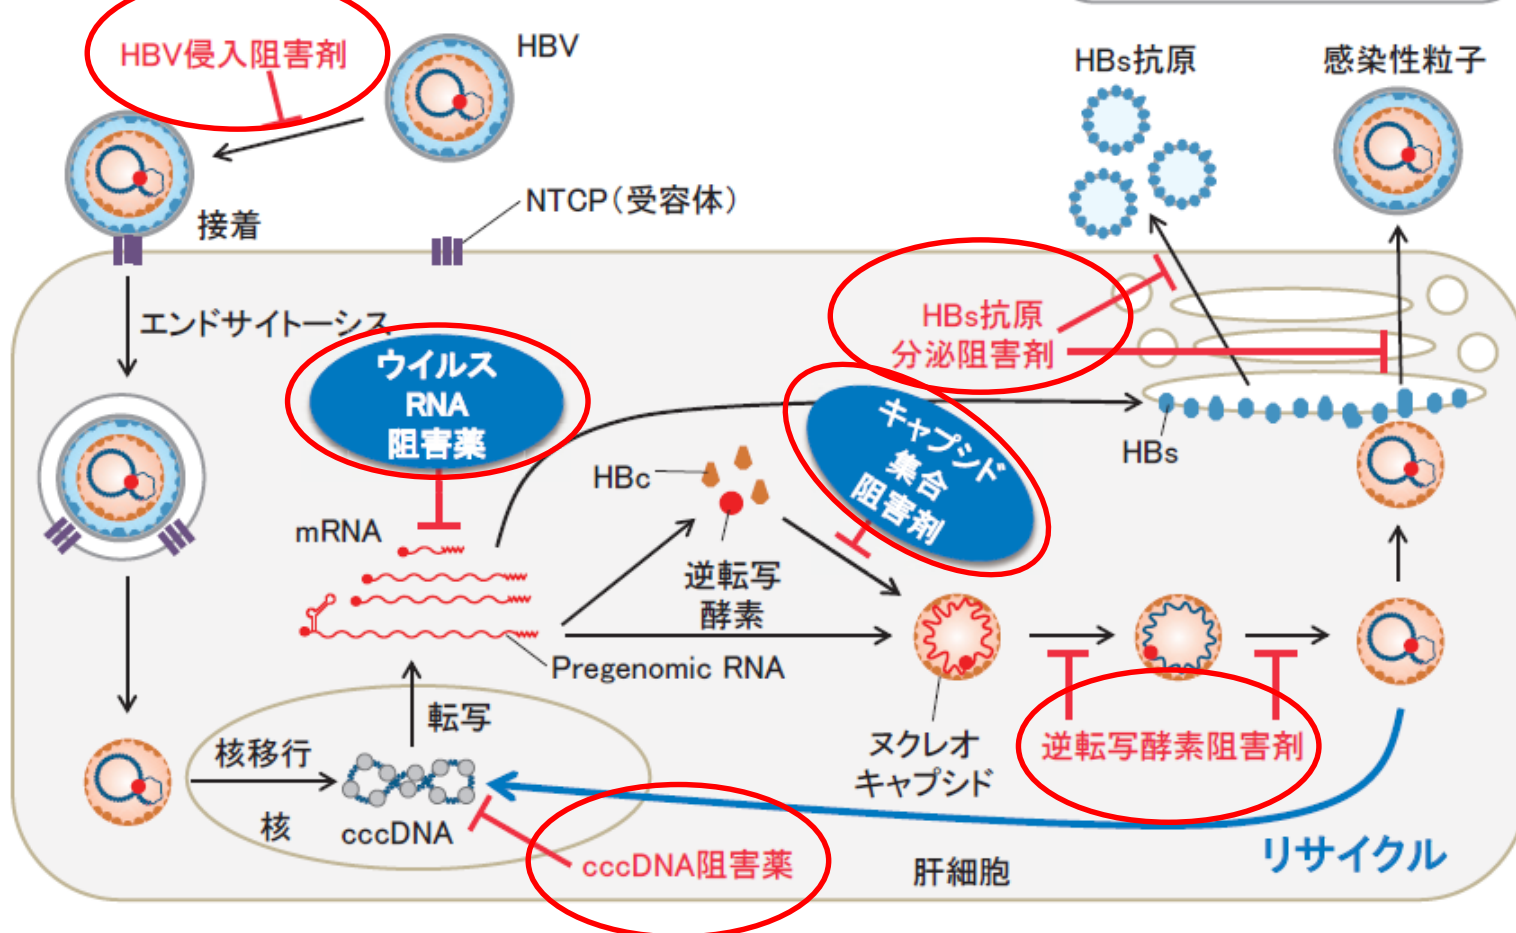 HBV侵入阻害剤
HBV
HBs抗原
感染性粒子
接着
NTCP（受容体）
エンドサイトーシス
ウイルス
RNA
阻害薬
HBs抗原
分泌阻害剤
キャプシド
集合
阻害剤
HBs
HBc
mRNA
逆転写
酵素
Pregenomic RNA
転写
ヌクレオ
キャプシド
逆転写酵素阻害剤
核移行
核
cccDNA
cccDNA阻害薬
肝細胞
リサイクル